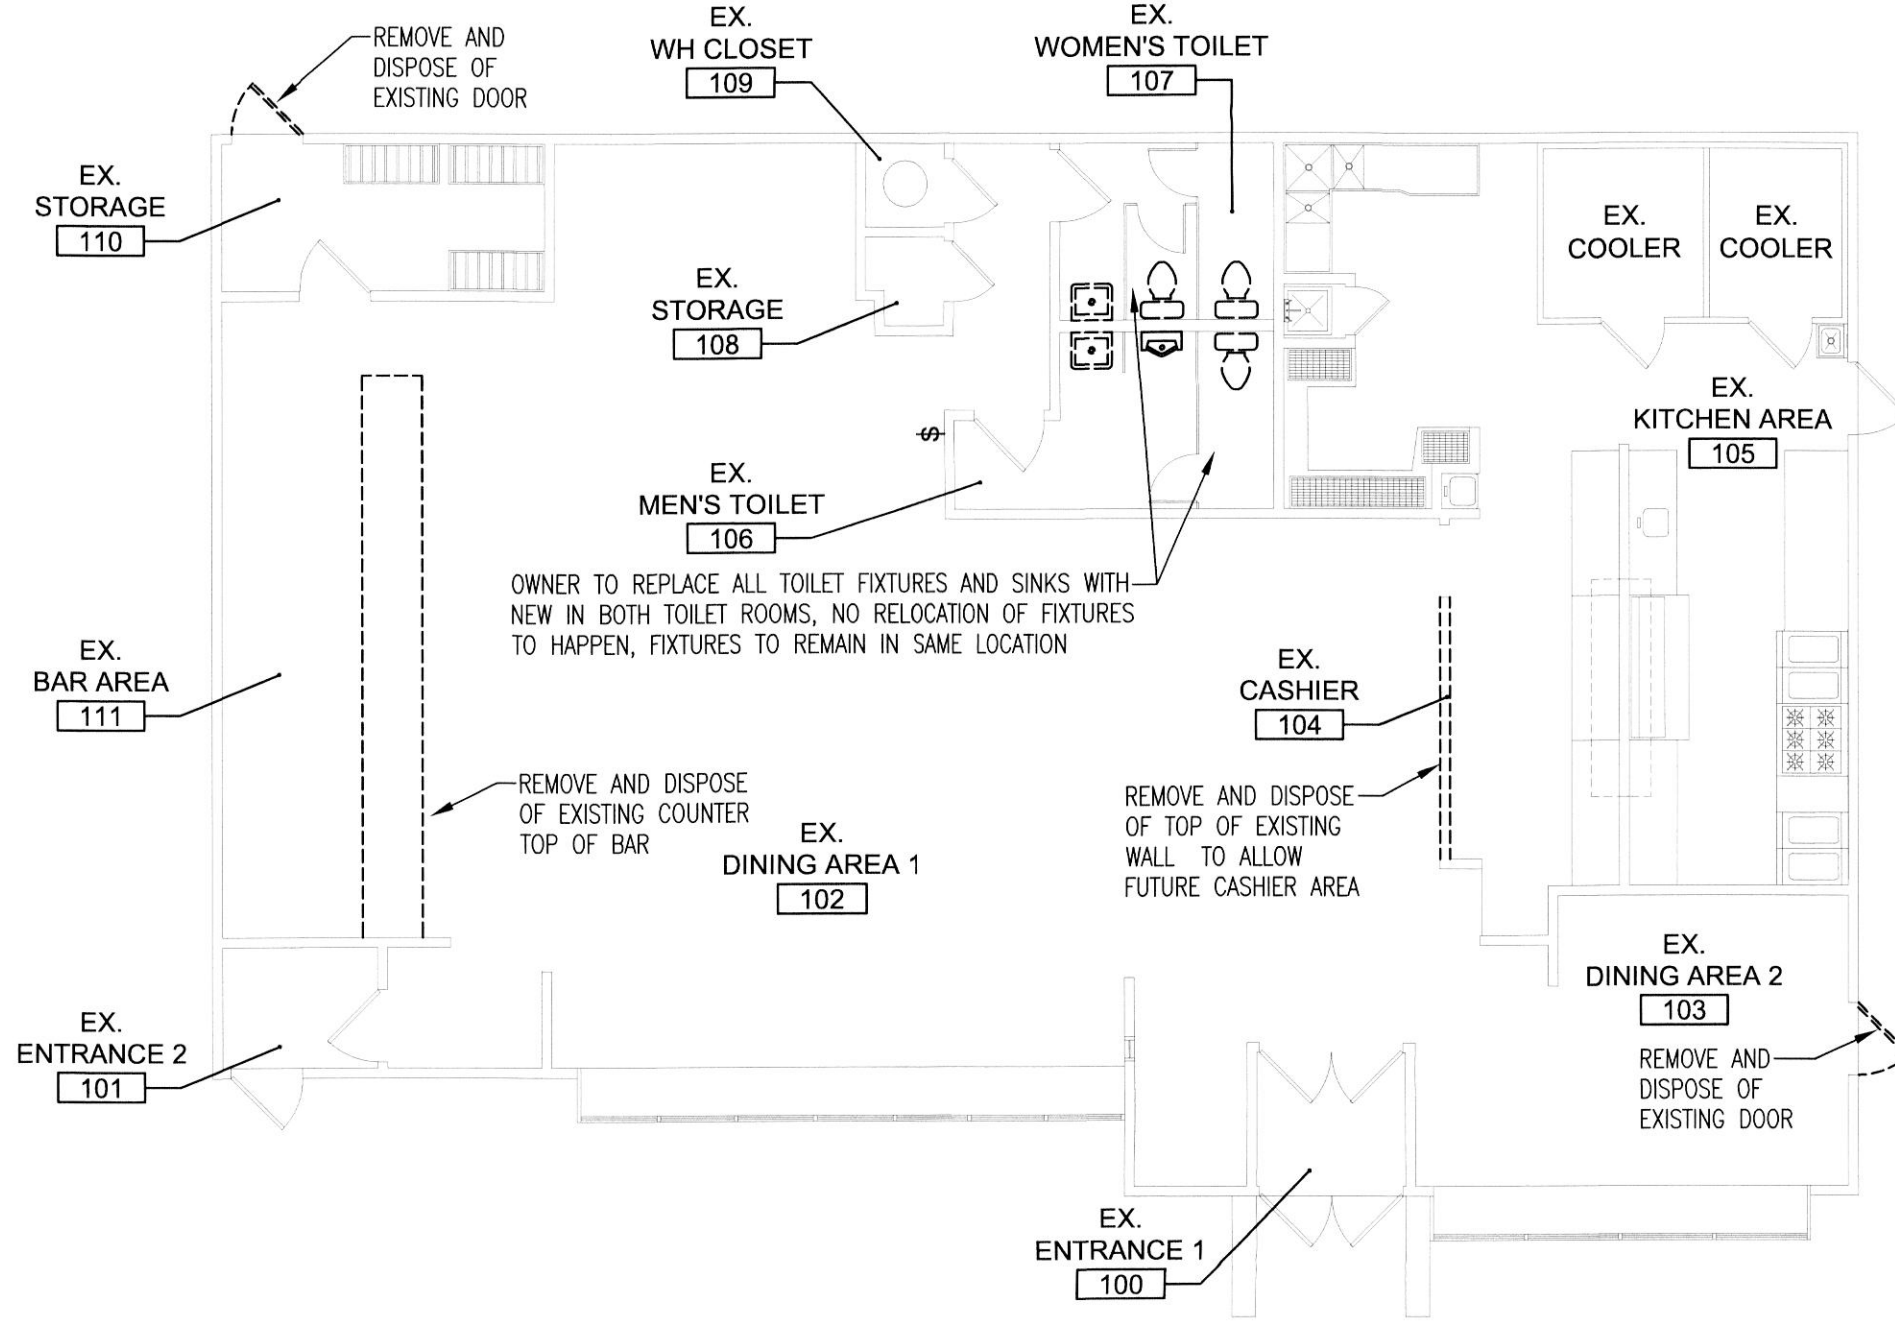 REMOVE AND
DISPOSE OF
EXISTING DOOR
EX.
WH CLOSET
109
EX.
WOMEN'S TOILET
107
EX.
STORAGE
110
EX.
COOLER
EX.
COOLER
EX.
STORAGE
108
EX.
KITCHEN AREA
105
$
EX.
MEN'S TOILET
106
OWNER TO REPLACE ALL TOILET FIXTURES AND SINKS WITH
NEW IN BOTH TOILET ROOMS, NO RELOCATION OF FIXTURES
TO HAPPEN, FIXTURES TO REMAIN IN SAME LOCATION
EX.
BAR AREA
111
EX.
CASHIER
104
REMOVE AND DISPOSE
OF EXISTING COUNTER
TOP OF BAR
REMOVE AND DISPOSE
OF TOP OF EXISTING
WALL TO ALLOW
FUTURE CASHIER AREA
EX.
DINING AREA 1
102
EX.
DINING AREA 2
103
EX.
ENTRANCE 2
101
REMOVE AND
DISPOSE OF
EXISTING DOOR
EX.
ENTRANCE 1
100